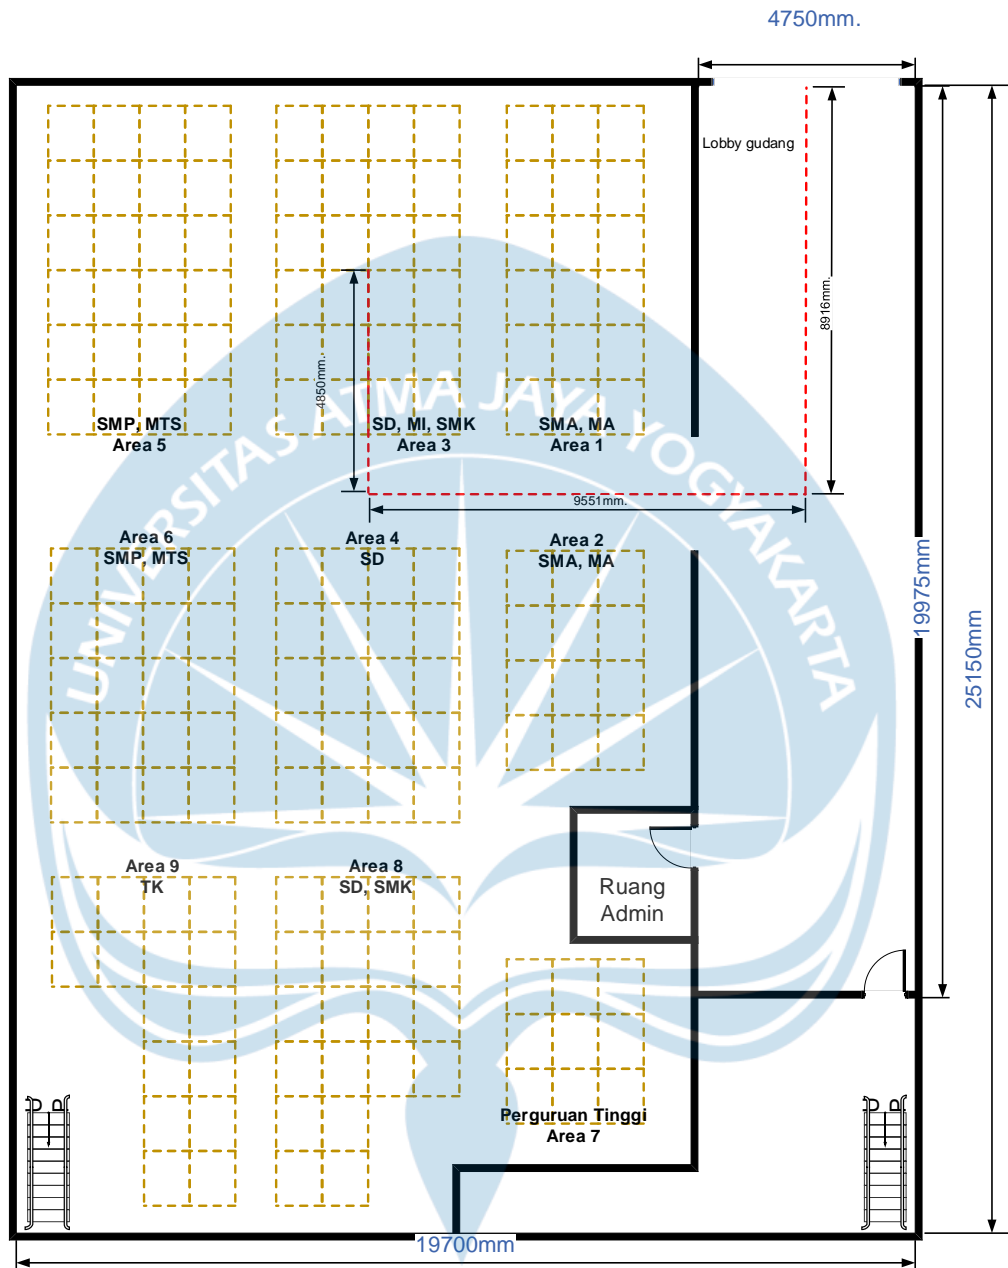 4750mm.
Lobby gudang
8916mm.
4850mm.
SMP, MTS
Area 5
SD, MI, SMK
Area 3
SMA, MA
Area 1
9551mm.
UNIVERSITAS ATMA JAYA YOGYAKARTA
Area 6
SMP, MTS
Area 4
SD
Area 2
SMA, MA
19975mm
25150mm
Area 9
TK
Area 8
SD, SMK
Ruang
Admin
Perguruan Tinggi
Area 7
19700mm